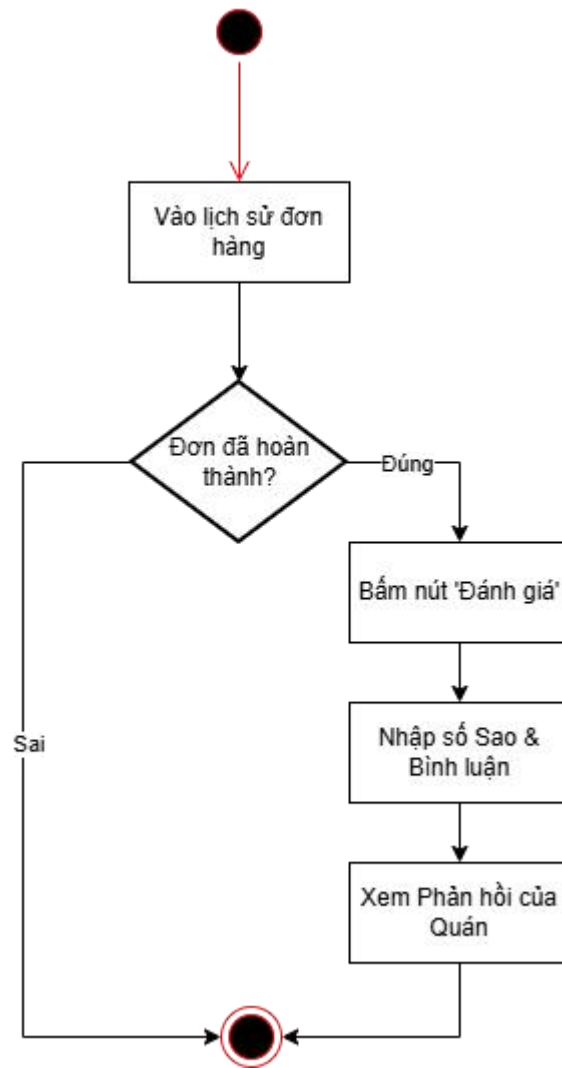 Vào lịch sử đơn
hàng
Đơn đã hoàn
thành?
Đúng
Bấm nút 'Đánh giá'
Nhập số Sao &
Bình luận
Sai
Xem Phản hồi của
Quán